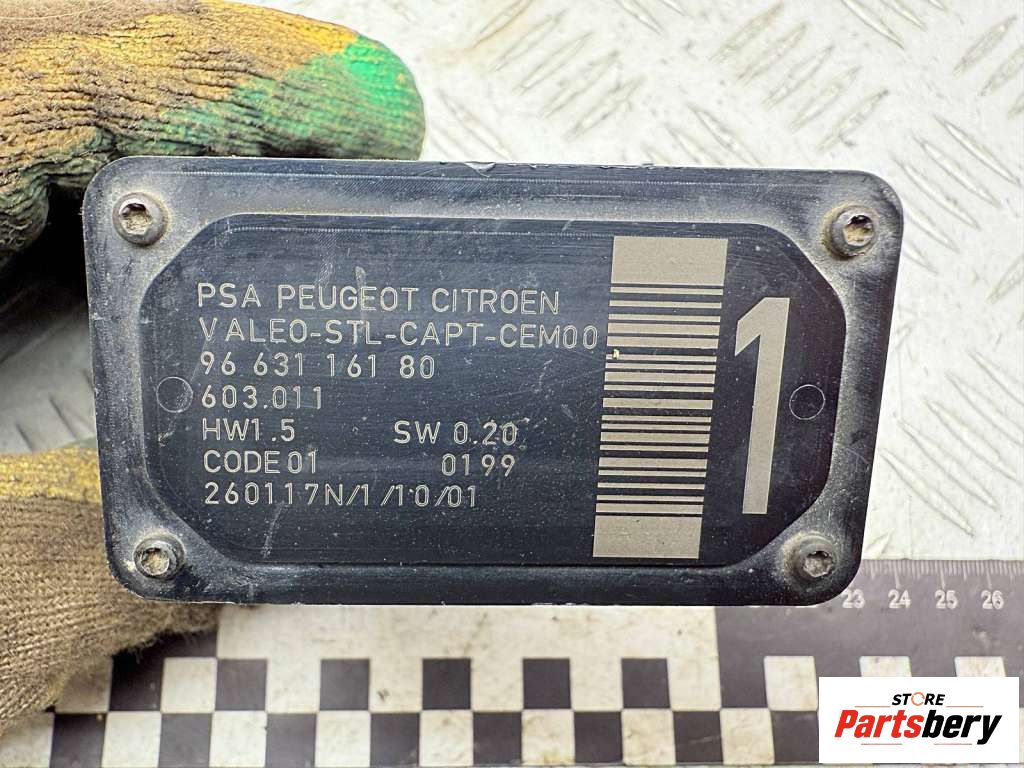 PSA PEUGEOT CITROEN
VALEO-STL-CAPT-CEM00
96 631 161 80
603.011
HW1.5 SW 0.20
CODE 01 0199
260117N/1/10/01
1
23 24 25 26
STORE
Partsbery